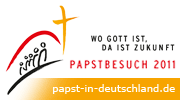 WO GOTT IST,
DA IST ZUKUNFT
PAPSTBESUCH 2011
papst-in-deutschland.de